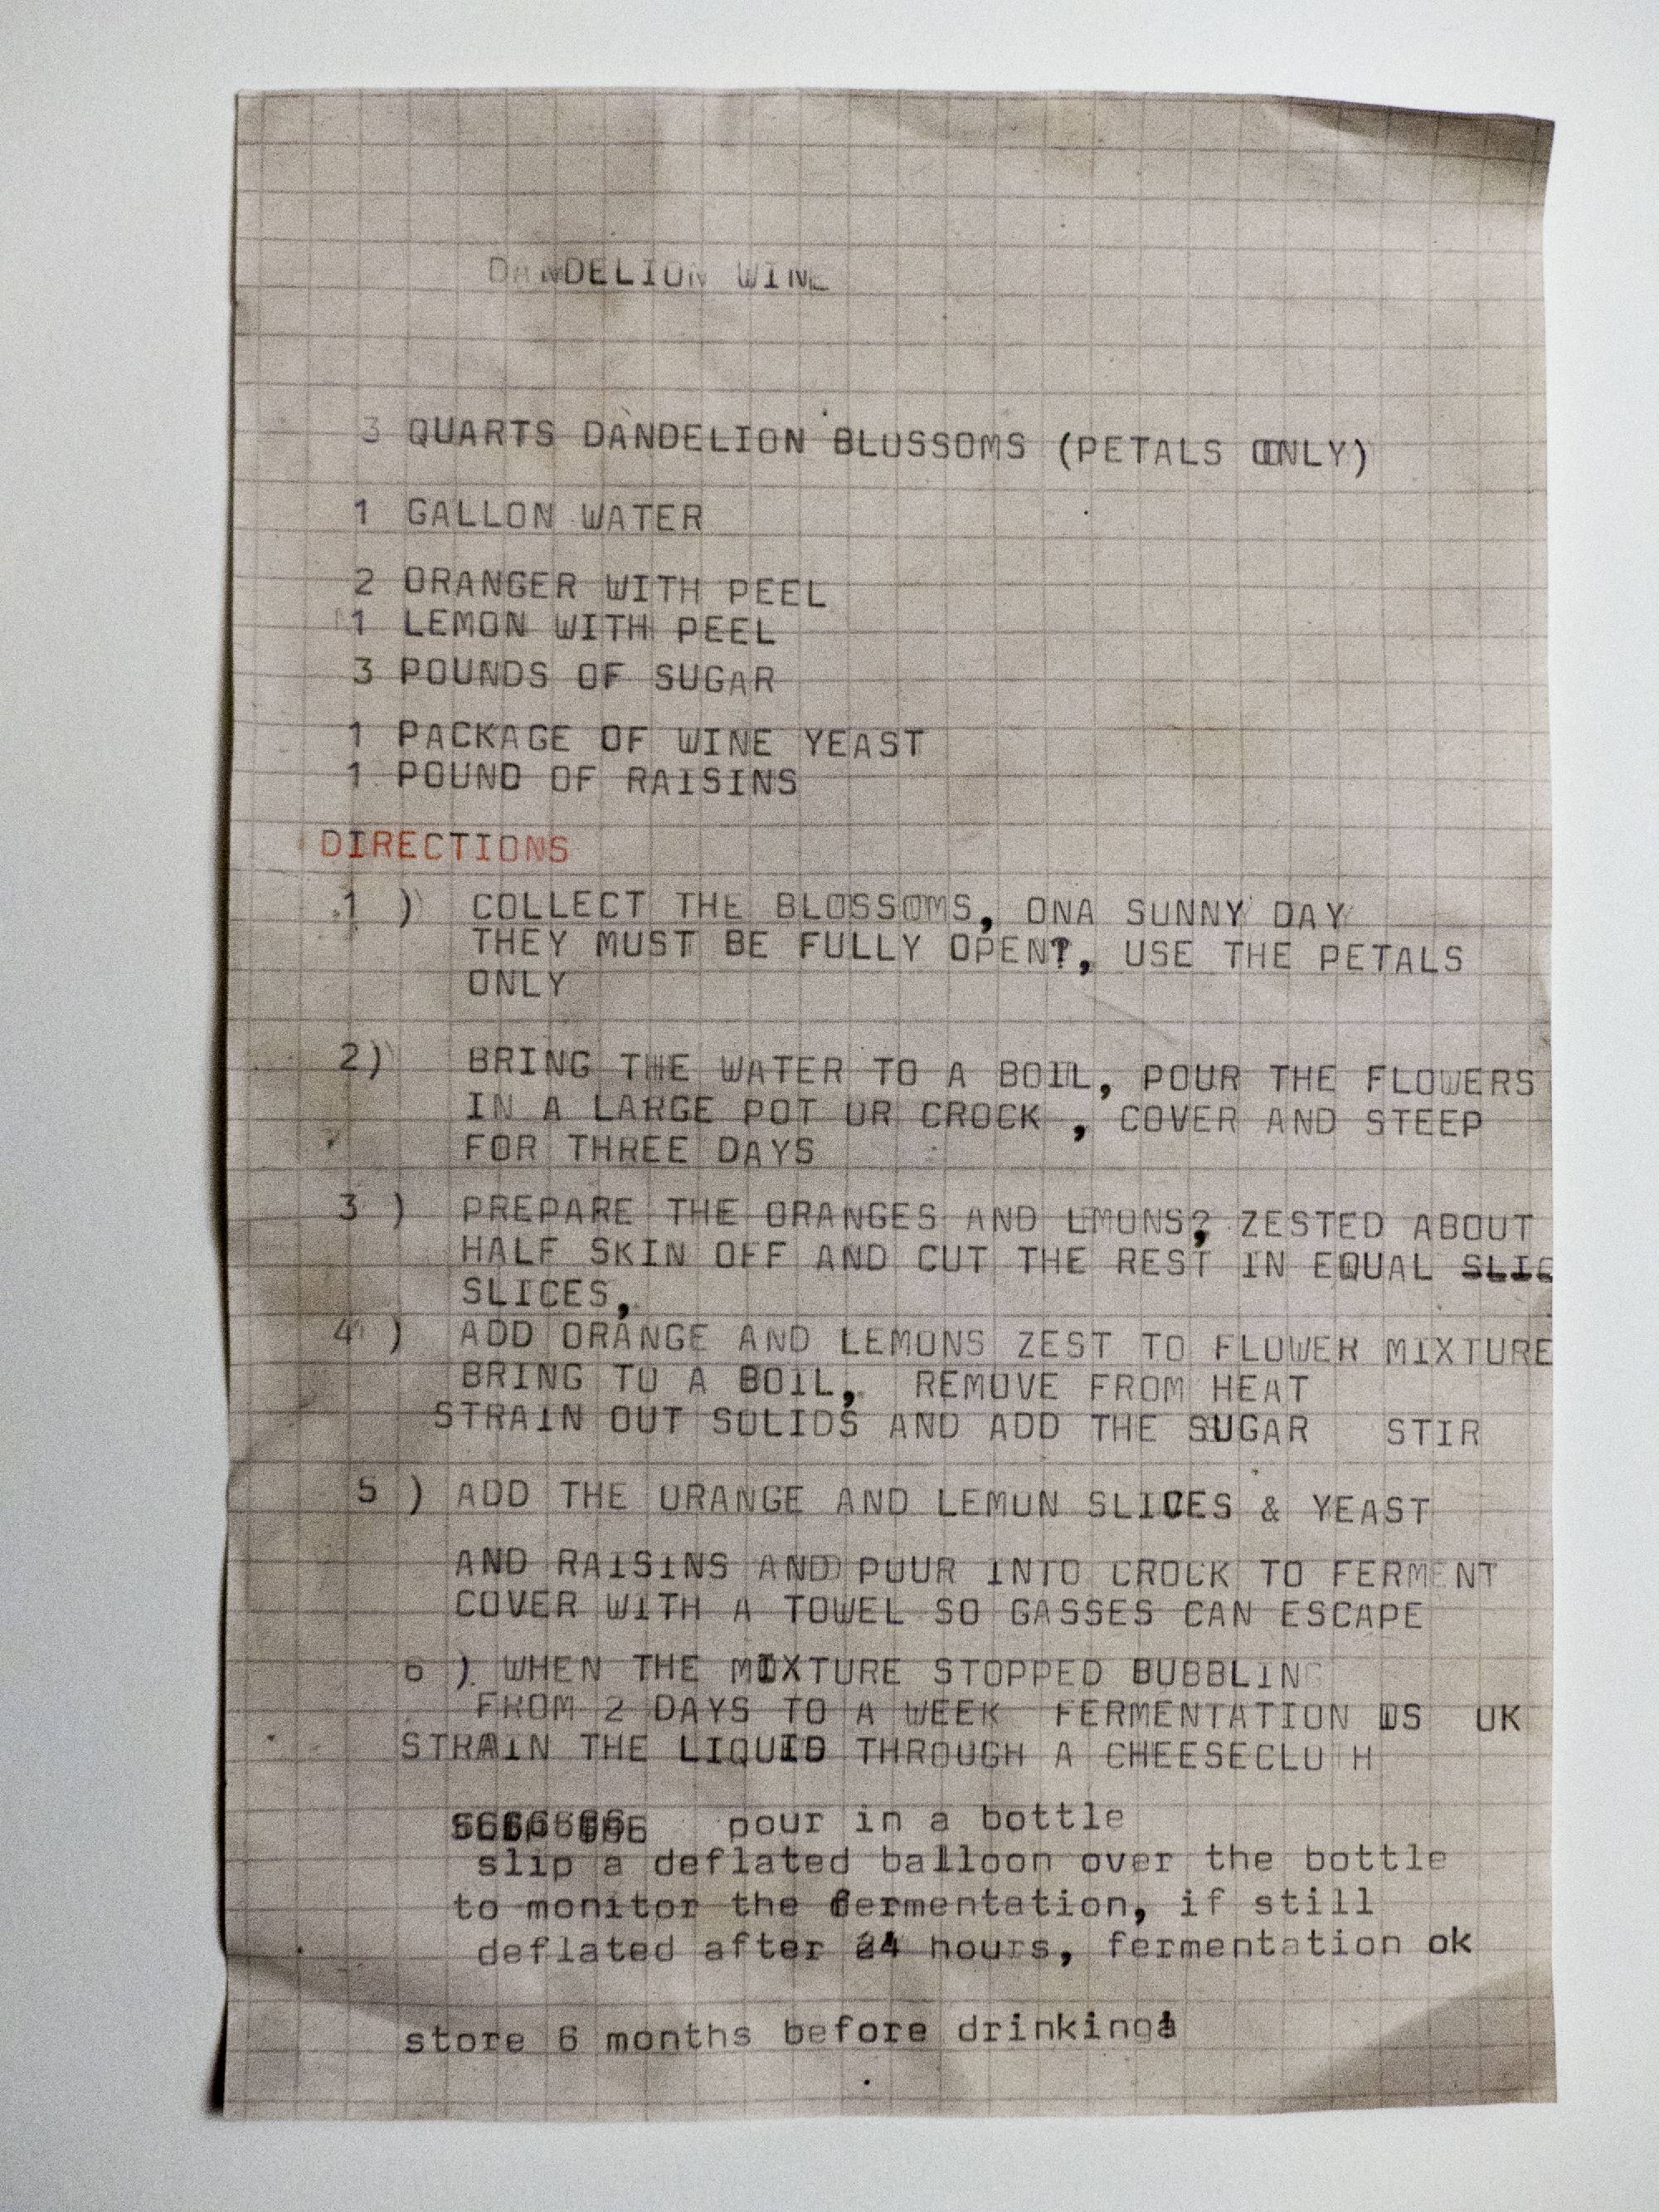 DANDELION WINE
3 QUARTS DANDELION BLOSSOMS (PETALS ONLY)
1 GALLON WATER
2 ORANGER WITH PEEL
1 LEMON WITH PEEL
3 POUNDS OF SUGAR
1 PACKAGE OF WINE YEAST
1 POUND OF RAISINS
DIRECTIONS
1 ) COLLECT THE BLOSSOMS, ONA SUNNY DAY
THEY MUST BE FULLY OPEN?, USE THE PETALS
ONLY
2) BRING THE WATER TO A BOIL, POUR THE FLOWERS
IN A LARGE POT OR CROCK , COVER AND STEEP
FOR THREE DAYS
3 ) PREPARE THE ORANGES AND LMONS? ZESTED ABOUT
HALF SKIN OFF AND CUT THE REST IN EQUAL SLIC
SLICES,
4 ) ADD ORANGE AND LEMONS ZEST TO FLOWER MIXTURE
BRING TO A BOIL, REMOVE FROM HEAT
STRAIN OUT SOLIDS AND ADD THE SUGAR STIR
5 ) ADD THE ORANGE AND LEMON SLICES & YEAST
AND RAISINS AND POUR INTO CROCK TO FERMENT
COVER WITH A TOWEL SO GASSES CAN ESCAPE
6 ) WHEN THE MIXTURE STOPPED BUBBLING
FROM 2 DAYS TO A WEEK FERMENTATION IS OK
STRAIN THE LIQUID THROUGH A CHEESECLOTH
pour in a bottle
slip a deflated balloon over the bottle
to monitor the fermentation, if still
deflated after 24 hours, fermentation ok
store 6 months before drinking!